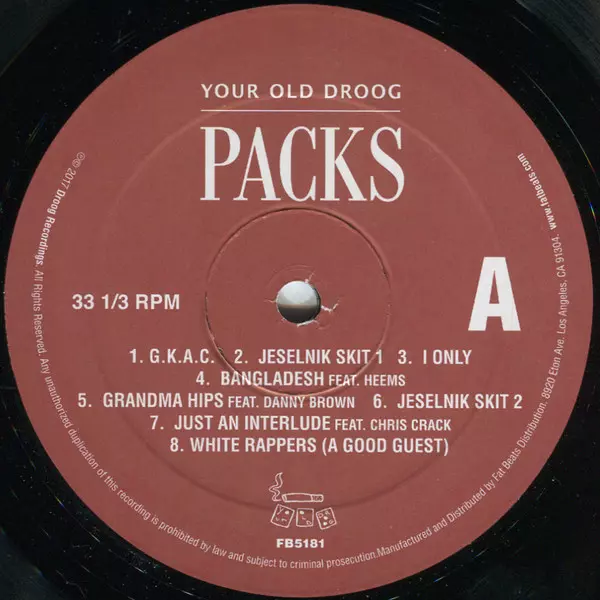 YOUR OLD DROOG
PACKS
33 1/3 RPM
A
1. G.K.A.C. 2. JESELNIK SKIT 1 3. I ONLY
4. BANGLADESH FEAT. HEEMS
5. GRANDMA HIPS FEAT. DANNY BROWN 6. JESELNIK SKIT 2
7. JUST AN INTERLUDE FEAT. CHRIS CRACK
8. WHITE RAPPERS (A GOOD GUEST)
FB5181
℗© 2017 Droog Recordings. All Rights Reserved. Any unauthorized duplication of this recording is prohibited by law and subject to criminal prosecution. Manufactured and Distributed by Fat Beats Distribution. 8920 Eton Ave. Los Angeles, CA 91304. www.fatbeats.com